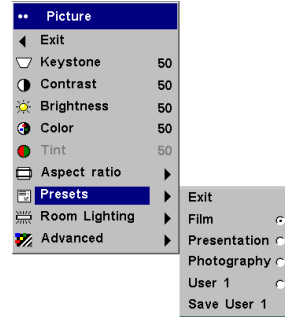 Picture
Exit
Keystone 50
Contrast 50
Brightness 50
Color 50
Tint 50
Aspect ratio
Presets
Room Lighting
Advanced
Exit
Film
Presentation
Photography
User 1
Save User 1